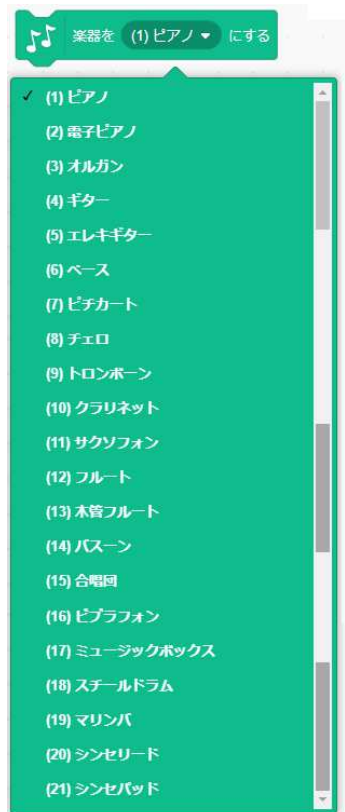 楽器を (1) ピアノ にする
(1) ピアノ
(2) 電子ピアノ
(3) オルガン
(4) ギター
(5) エレキギター
(6) ベース
(7) ピチカート
(8) チェロ
(9) トロンボーン
(10) クラリネット
(11) サクソフォン
(12) フルート
(13) 木管フルート
(14) バスーン
(15) 合唱団
(16) ビブラフォン
(17) ミュージックボックス
(18) スチールドラム
(19) マリンバ
(20) シンセリード
(21) シンセパッド